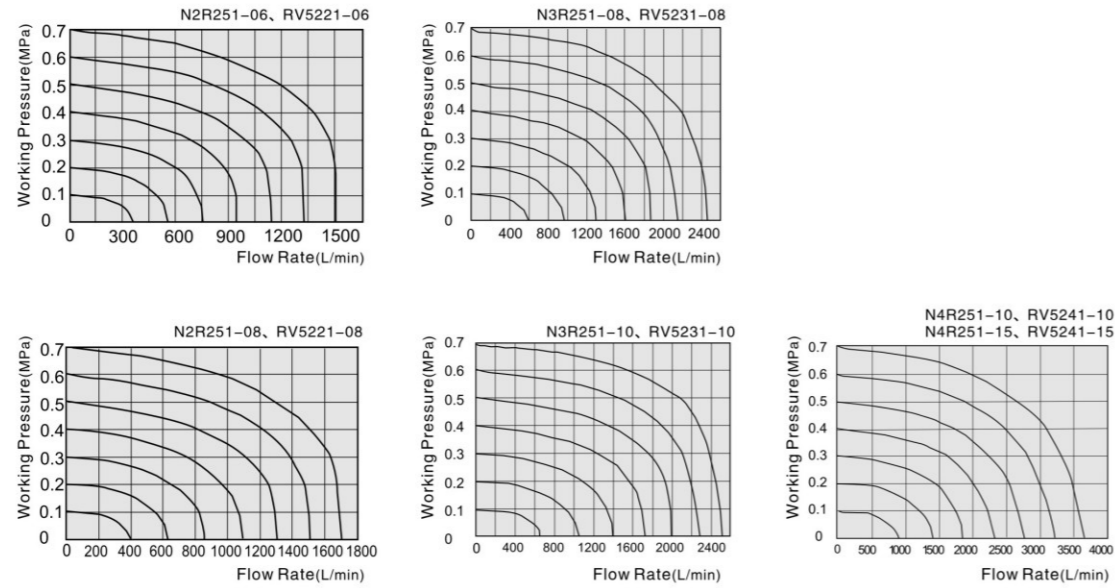 N2R251-06、RV5221-06
Working Pressure(MPa)
0.7
0.6
0.5
0.4
0.3
0.2
0.1
0
0 300 600 900 1200 1500
Flow Rate(L/min)
N3R251-08、RV5231-08
Working Pressure(MPa)
0.7
0.6
0.5
0.4
0.3
0.2
0.1
0
0 400 800 1200 1600 2000 2400
Flow Rate(L/min)
N2R251-08、RV5221-08
Working Pressure(MPa)
0.7
0.6
0.5
0.4
0.3
0.2
0.1
0
0 200 400 600 800 1000 1200 1400 1600 1800
Flow Rate(L/min)
N3R251-10、RV5231-10
Working Pressure(MPa)
0.7
0.6
0.5
0.4
0.3
0.2
0.1
0
0 400 800 1200 1600 2000 2400
Flow Rate(L/min)
N4R251-10、RV5241-10
N4R251-15、RV5241-15
Working Pressure(MPa)
0.7
0.6
0.5
0.4
0.3
0.2
0.1
0
0 500 1000 1500 2000 2500 3000 3500 4000
Flow Rate(L/min)